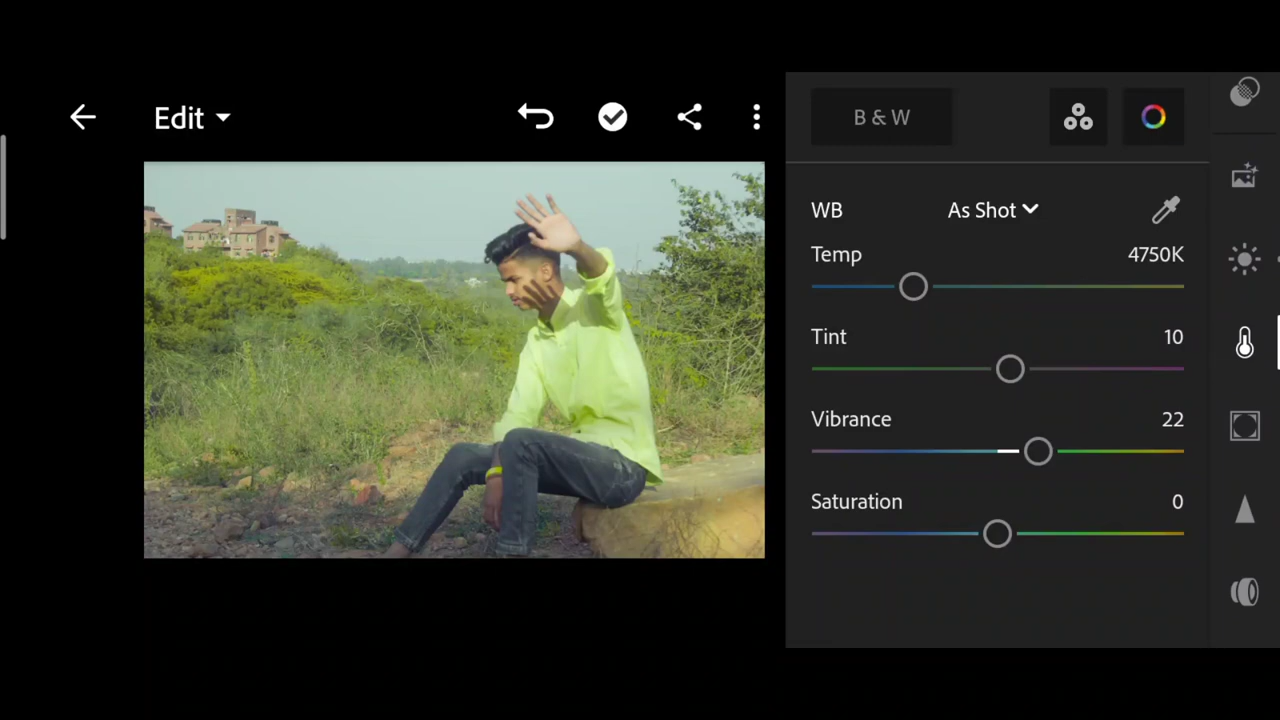 Edit
B & W
WB As Shot
Temp 4750K
Tint 10
Vibrance 22
Saturation 0